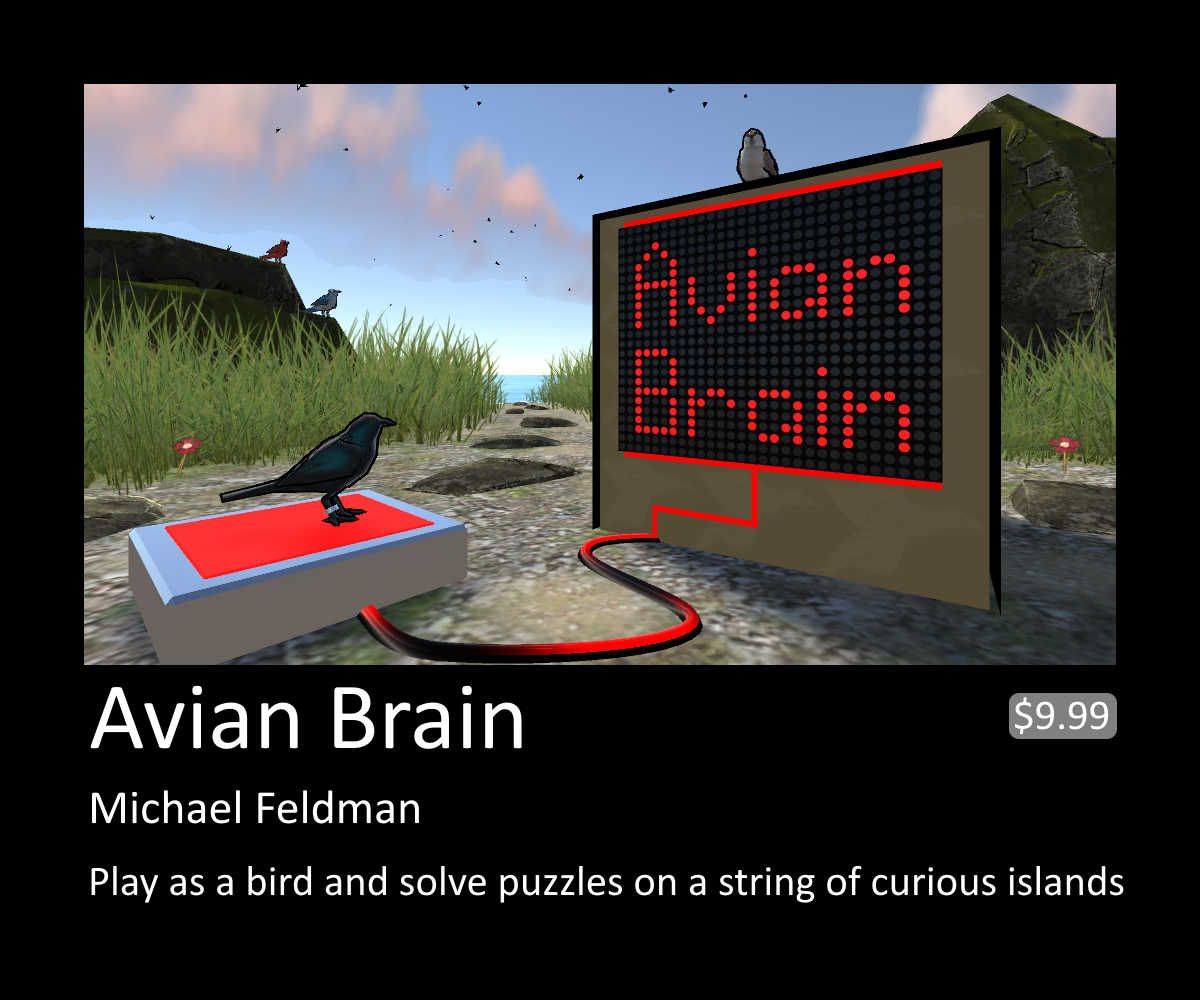 Avian
Brain
Avian Brain
$9.99
Michael Feldman
Play as a bird and solve puzzles on a string of curious islands